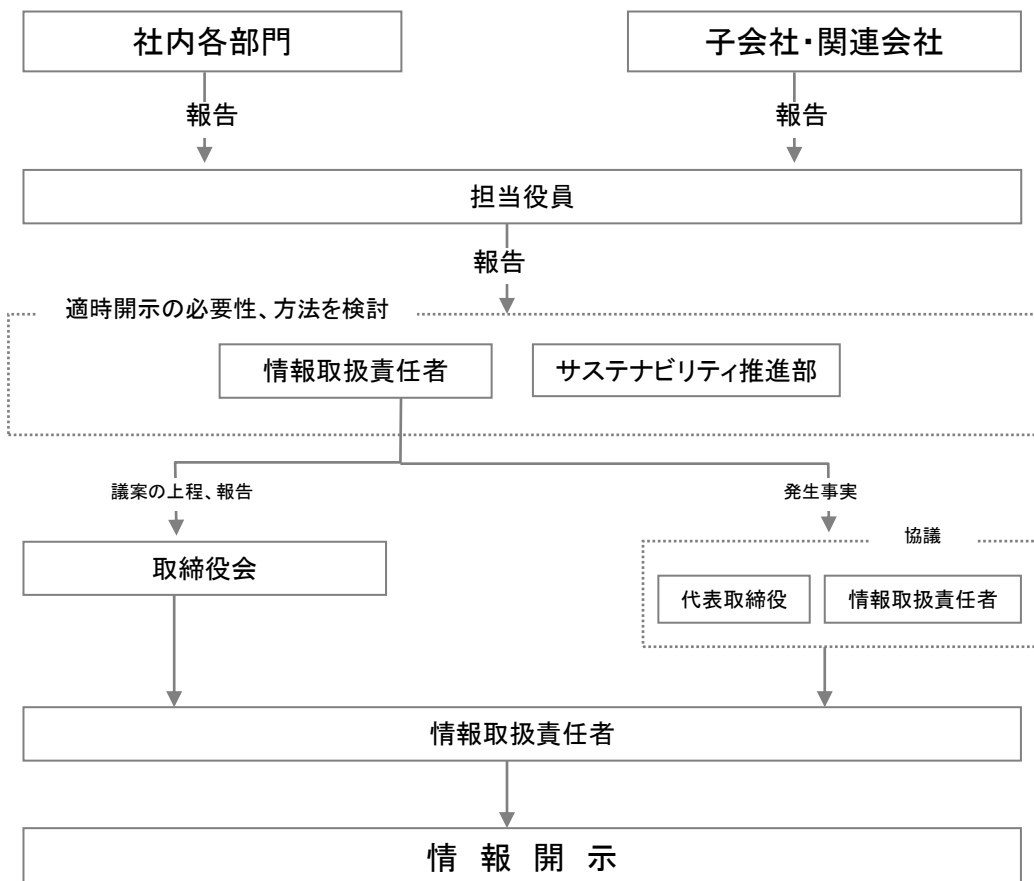 社内各部門
子会社・関連会社
報告
報告
担当役員
報告
適時開示の必要性、方法を検討
情報取扱責任者
サステナビリティ推進部
議案の上程、報告
発生事実
協議
取締役会
代表取締役
情報取扱責任者
情報取扱責任者
情 報 開 示